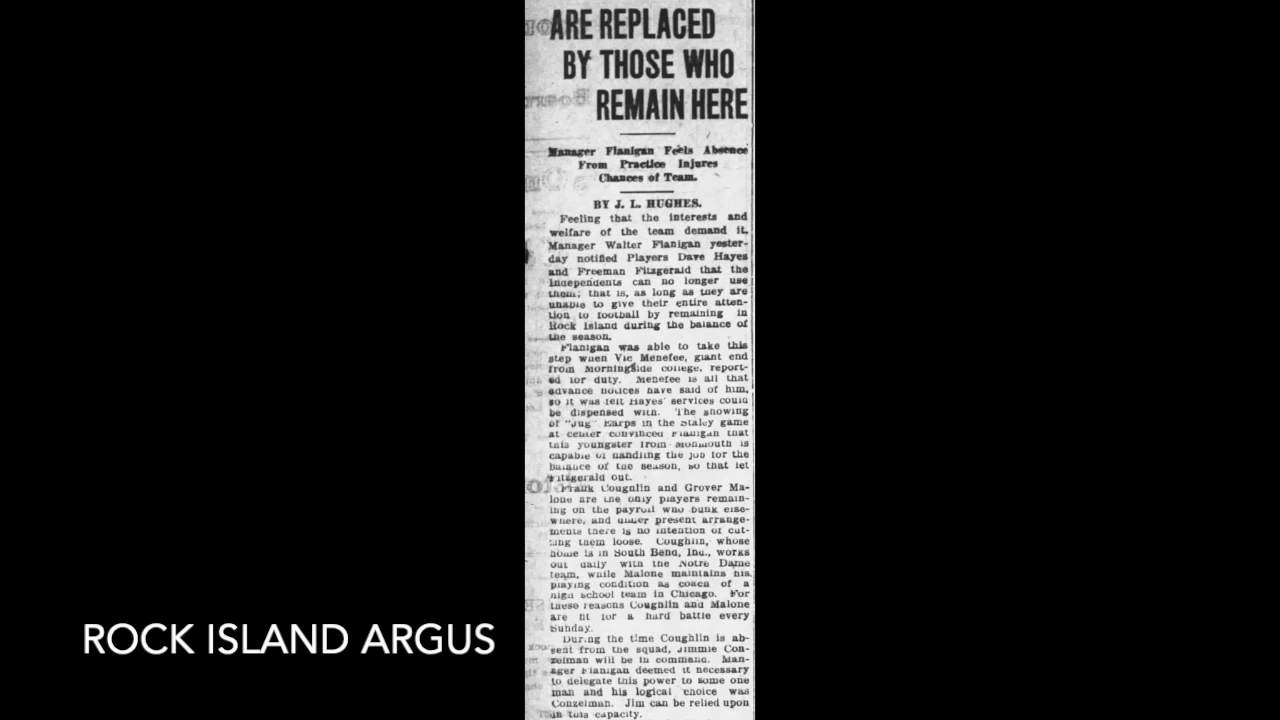 ARE REPLACED
BY THOSE WHO
REMAIN HERE
Manager Flanigan Feels Absence
From Practice Injures
Chances of Team.
BY J. L. HUGHES.
Feeling that the interests and
welfare of the team demand it,
Manager Walter Flanigan yester-
day notified Players Dave Hayes
and Freeman Fitzgerald that the
Independents can no longer use
them; that is, as long as they are
unable to give their entire atten-
tion to football by remaining in
Rock Island during the balance of
the season.
Flanigan was able to take this
step when Vic Menefee, giant end
from Morningside college, report-
ed for duty. Menefee is all that
advance notices have said of him,
so it was felt Hayes' services could
be dispensed with. The showing
of "Jug" Earps in the Staley game
at center convinced Flanigan that
this youngster from Monmouth is
capable of handling the job for the
balance of the season, so that let
Fitzgerald out.
Frank Coughlin and Grover Ma-
lone are the only players remain-
ing on the payroll who bunk else-
where, and under present arrange-
ments there is no intention of cut-
ting them loose. Coughlin, whose
home is in South Bend, Ind., works
out daily with the Notre Dame
team, while Malone maintains his
playing condition as coach of a
high school team in Chicago. For
these reasons Coughlin and Malone
are fit for a hard battle every
Sunday.
During the time Coughlin is ab-
sent from the squad, Jimmie Con-
zelman will be in command. Man-
ager Flanigan deemed it necessary
to delegate this power to some one
man and his logical choice was
Conzelman. Jim can be relied upon
in this capacity.
ROCK ISLAND ARGUS